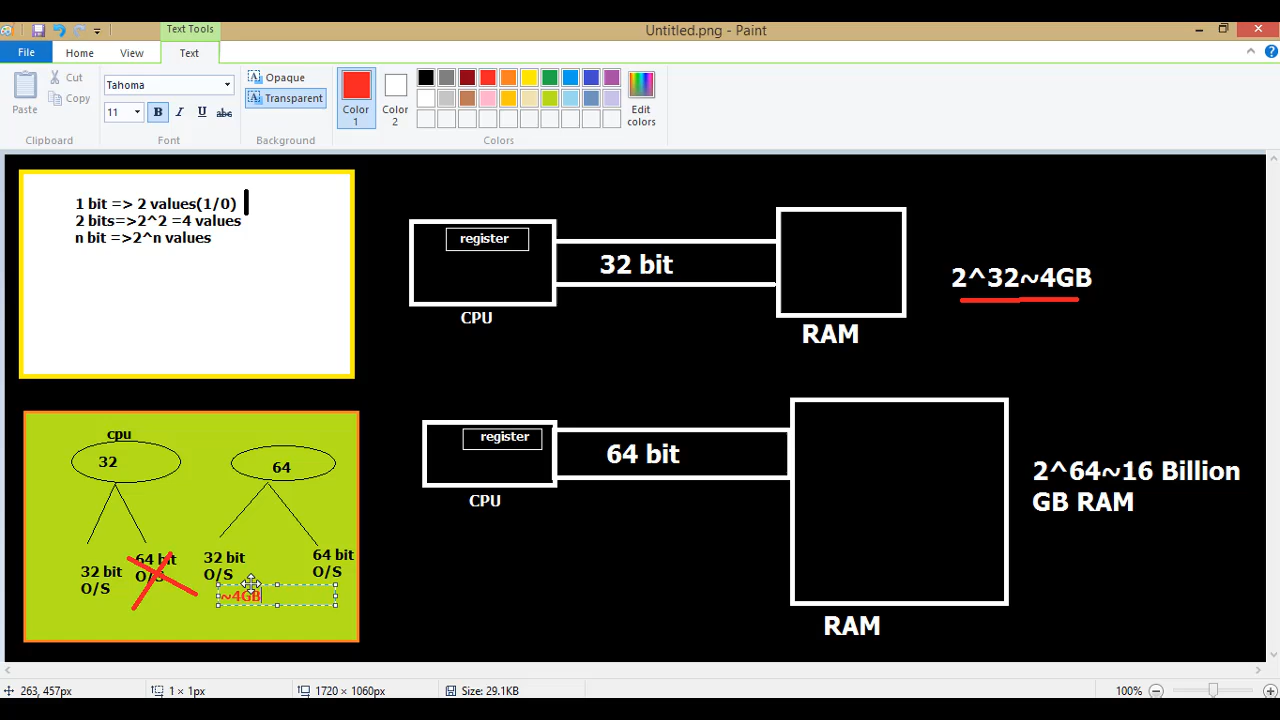 Text Tools
Untitled.png - Paint
File
Home
View
Text
Paste
Cut
Copy
Clipboard
Tahoma
11
B
I
U
abc
Font
Opaque
Transparent
Background
Color 1
Color 2
Edit colors
Colors
1 bit => 2 values(1/0)
2 bits=>2^2 =4 values
n bit =>2^n values
register
CPU
32 bit
RAM
2^32~4GB
cpu
32
64
32 bit
O/S
64 bit
O/S
32 bit
O/S
64 bit
O/S
~4GB
register
CPU
64 bit
RAM
2^64~16 Billion
GB RAM
263, 457px
1 × 1px
1720 × 1060px
Size: 29.1KB
100%